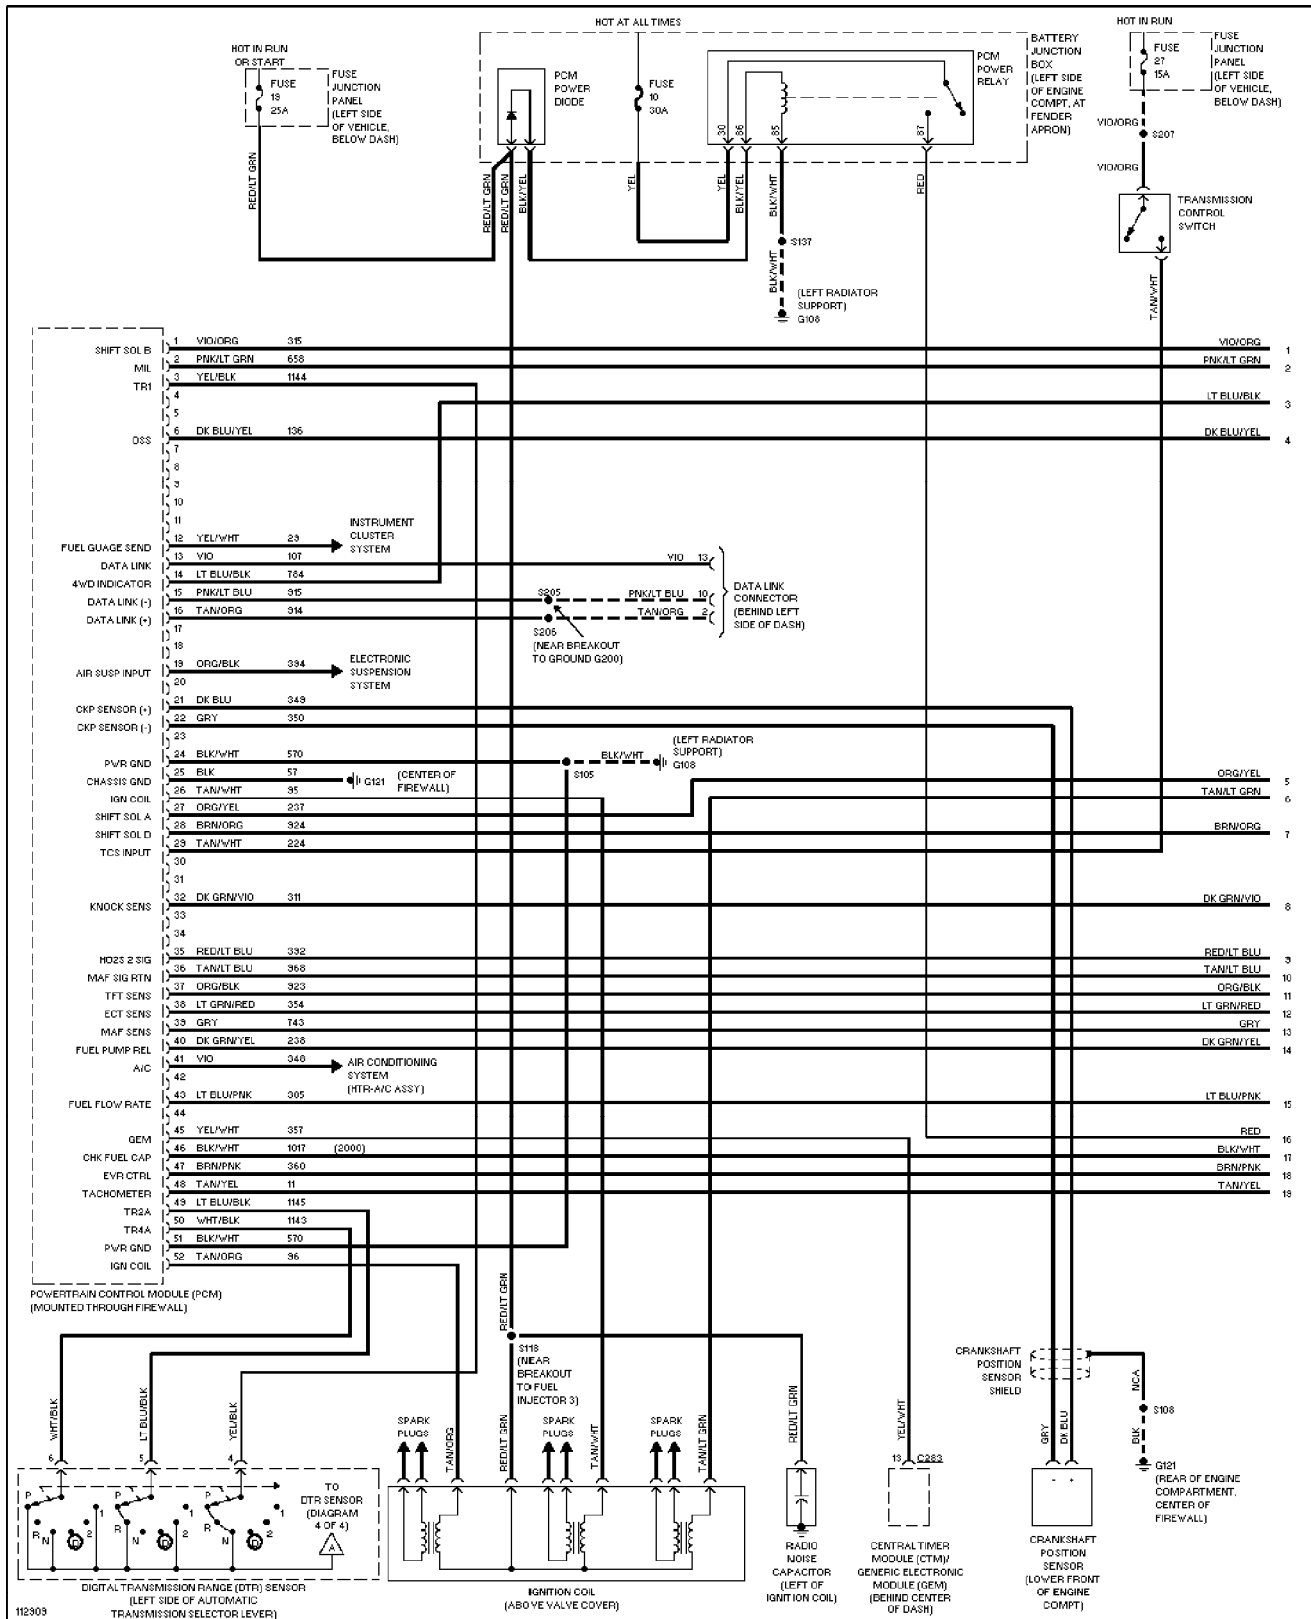 HOT AT ALL TIMES
HOT IN RUN
OR START
FUSE
19
25A
FUSE
JUNCTION
PANEL
(LEFT SIDE
OF VEHICLE,
BELOW DASH)
PCM
POWER
DIODE
FUSE
10
30A
PCM
POWER
RELAY
30
86
85
87
BATTERY
JUNCTION
BOX
(LEFT SIDE
OF ENGINE
COMPT, AT
FENDER
APRON)
HOT IN RUN
FUSE
27
15A
FUSE
JUNCTION
PANEL
(LEFT SIDE
OF VEHICLE,
BELOW DASH)
VIO/ORG
S207
VIO/ORG
TRANSMISSION
CONTROL
SWITCH
TAN/WHT
RED/LT GRN
RED/LT GRN
RED/LT GRN
BLK/YEL
YEL
YEL
BLK/YEL
BLK/WHT
RED
S137
BLK/WHT
(LEFT RADIATOR
SUPPORT)
G108
SHIFT SOL B 1 VIO/ORG 315 VIO/ORG 1
MIL 2 PNK/LT GRN 658 PNK/LT GRN 2
TR1 3 YEL/BLK 1144
4 LT BLU/BLK 3
5
OSS 6 DK BLU/YEL 136 DK BLU/YEL 4
7
8
9
10
11
FUEL GUAGE SEND 12 YEL/WHT 29
INSTRUMENT
CLUSTER
SYSTEM
DATA LINK 13 VIO 107 VIO 13
4WD INDICATOR 14 LT BLU/BLK 784
DATA LINK (-) 15 PNK/LT BLU 915 S205 PNK/LT BLU 10
DATA LINK (+) 16 TAN/ORG 914 S206 TAN/ORG 2
DATA LINK
CONNECTOR
(BEHIND LEFT
SIDE OF DASH)
(NEAR BREAKOUT
TO GROUND G200)
17
18
AIR SUSP INPUT 19 ORG/BLK 394
ELECTRONIC
SUSPENSION
SYSTEM
20
CKP SENSOR (+) 21 DK BLU 349
CKP SENSOR (-) 22 GRY 350
23
PWR GND 24 BLK/WHT 570 S105 BLK/WHT
(LEFT RADIATOR
SUPPORT)
G108
CHASSIS GND 25 BLK 57 G121 (CENTER OF
FIREWALL)
ORG/YEL 5
IGN COIL 26 TAN/WHT 95 TAN/LT GRN 6
SHIFT SOL A 27 ORG/YEL 237
SHIFT SOL D 28 BRN/ORG 924 BRN/ORG 7
TCS INPUT 29 TAN/WHT 224
30
31
KNOCK SENS 32 DK GRN/VIO 311 DK GRN/VIO 8
33
34
HO2S 2 SIG 35 RED/LT BLU 392 RED/LT BLU 9
MAF SIG RTN 36 TAN/LT BLU 968 TAN/LT BLU 10
TFT SENS 37 ORG/BLK 923 ORG/BLK 11
ECT SENS 38 LT GRN/RED 354 LT GRN/RED 12
MAF SENS 39 GRY 743 GRY 13
FUEL PUMP REL 40 DK GRN/YEL 238 DK GRN/YEL 14
A/C 41 VIO 348
AIR CONDITIONING
SYSTEM
(HTR-A/C ASSY)
42
FUEL FLOW RATE 43 LT BLU/PNK 305 LT BLU/PNK 15
44
GEM 45 YEL/WHT 357 RED 16
CHK FUEL CAP 46 BLK/WHT 1017 (2000) BLK/WHT 17
EVR CTRL 47 BRN/PNK 360 BRN/PNK 18
TACHOMETER 48 TAN/YEL 11 TAN/YEL 19
TR2A 49 LT BLU/BLK 1145
TR4A 50 WHT/BLK 1143
PWR GND 51 BLK/WHT 570
IGN COIL 52 TAN/ORG 96
POWERTRAIN CONTROL MODULE (PCM)
(MOUNTED THROUGH FIREWALL)
RED/LT GRN
S118
(NEAR
BREAKOUT
TO FUEL
INJECTOR 3)
CRANKSHAFT
POSITION
SENSOR
SHIELD
NCA
S108
BLK
G121
(REAR OF ENGINE
COMPARTMENT,
CENTER OF
FIREWALL)
WHT/BLK
LT BLU/BLK
YEL/BLK
6
5
4
SPARK
PLUGS
TAN/ORG
RED/LT GRN
SPARK
PLUGS
TAN/WHT
SPARK
PLUGS
TAN/LT GRN
RED/LT GRN
YEL/WHT
13 C283
GRY
DK BLU
- +
P
R
N
D
2
1
P
R
N
D
2
1
P
R
N
D
2
1
TO
DTR SENSOR
(DIAGRAM
4 OF 4)
A
DIGITAL TRANSMISSION RANGE (DTR) SENSOR
(LEFT SIDE OF AUTOMATIC
TRANSMISSION SELECTOR LEVER)
IGNITION COIL
(ABOVE VALVE COVER)
RADIO
NOISE
CAPACITOR
(LEFT OF
IGNITION COIL)
CENTRAL TIMER
MODULE (CTM)/
GENERIC ELECTRONIC
MODULE (GEM)
(BEHIND CENTER
OF DASH)
CRANKSHAFT
POSITION
SENSOR
(LOWER FRONT
OF ENGINE
COMPT)
112909